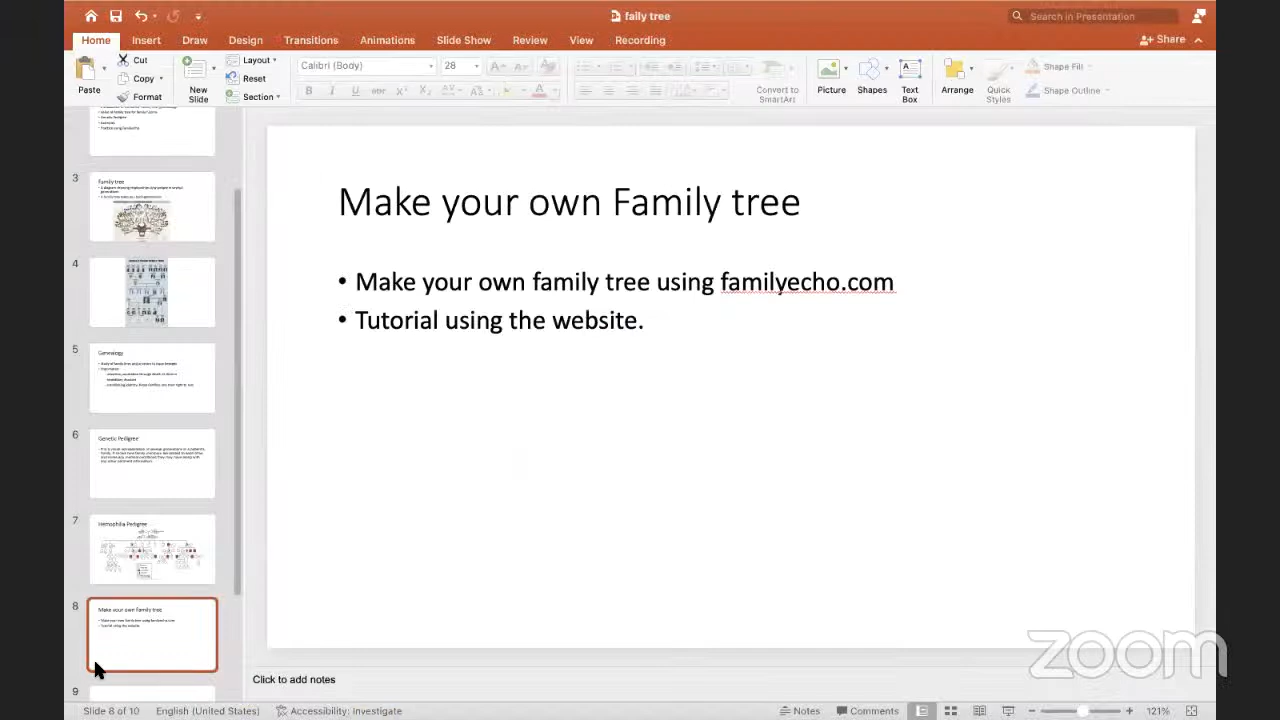 fally tree
Search in Presentation
Home Insert Draw Design Transitions Animations Slide Show Review View Recording
Share
Paste
Cut
Copy
Format
New
Slide
Layout
Reset
Section
Calibri (Body)
28
Convert to
SmartArt
Picture
Shapes
Text
Box
Arrange
Quick
Styles
Shape Fill
Shape Outline
3
Family tree
4
5
Genealogy
6
Genetic Pedigree
7
Hemophilia Pedigree
8
Make your own family tree
9
Make your own Family tree
• Make your own family tree using familyecho.com
• Tutorial using the website.
zoom
Click to add notes
Slide 8 of 10
English (United States)
Accessibility: Investigate
Notes
Comments
121%